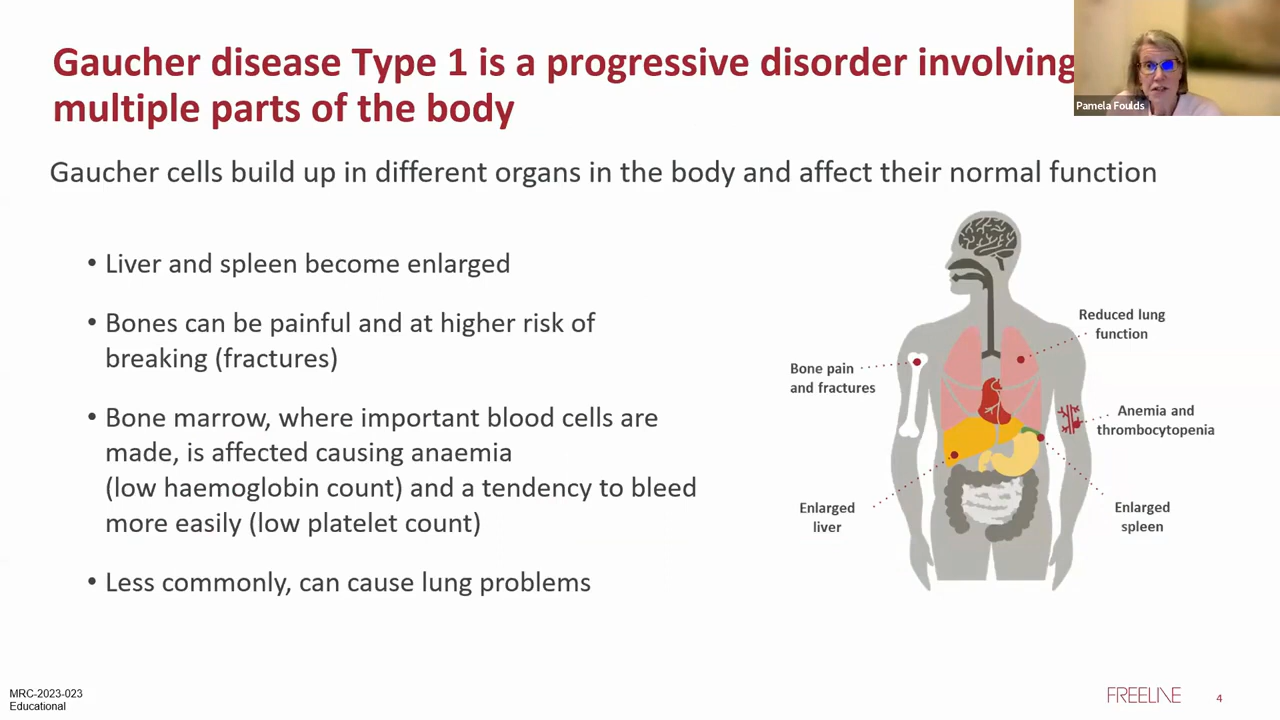 Gaucher disease Type 1 is a progressive disorder involving
multiple parts of the body
Pamela Foulds
Gaucher cells build up in different organs in the body and affect their normal function
• Liver and spleen become enlarged
• Bones can be painful and at higher risk of
breaking (fractures)
• Bone marrow, where important blood cells are
made, is affected causing anaemia
(low haemoglobin count) and a tendency to bleed
more easily (low platelet count)
• Less commonly, can cause lung problems
Reduced lung
function
Bone pain
and fractures
Anemia and
thrombocytopenia
Enlarged
liver
Enlarged
spleen
MRC-2023-023
Educational
FREELINE
4